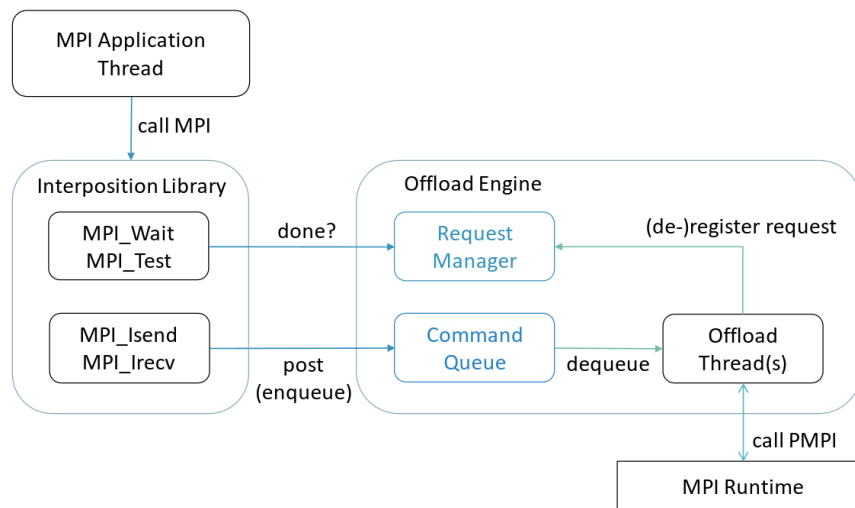 MPI Application
Thread
call MPI
Interposition Library
Offload Engine
MPI_Wait
MPI_Test
done?
Request
Manager
(de-)register request
MPI_Isend
MPI_Irecv
post
(enqueue)
Command
Queue
dequeue
Offload
Thread(s)
call PMPI
MPI Runtime